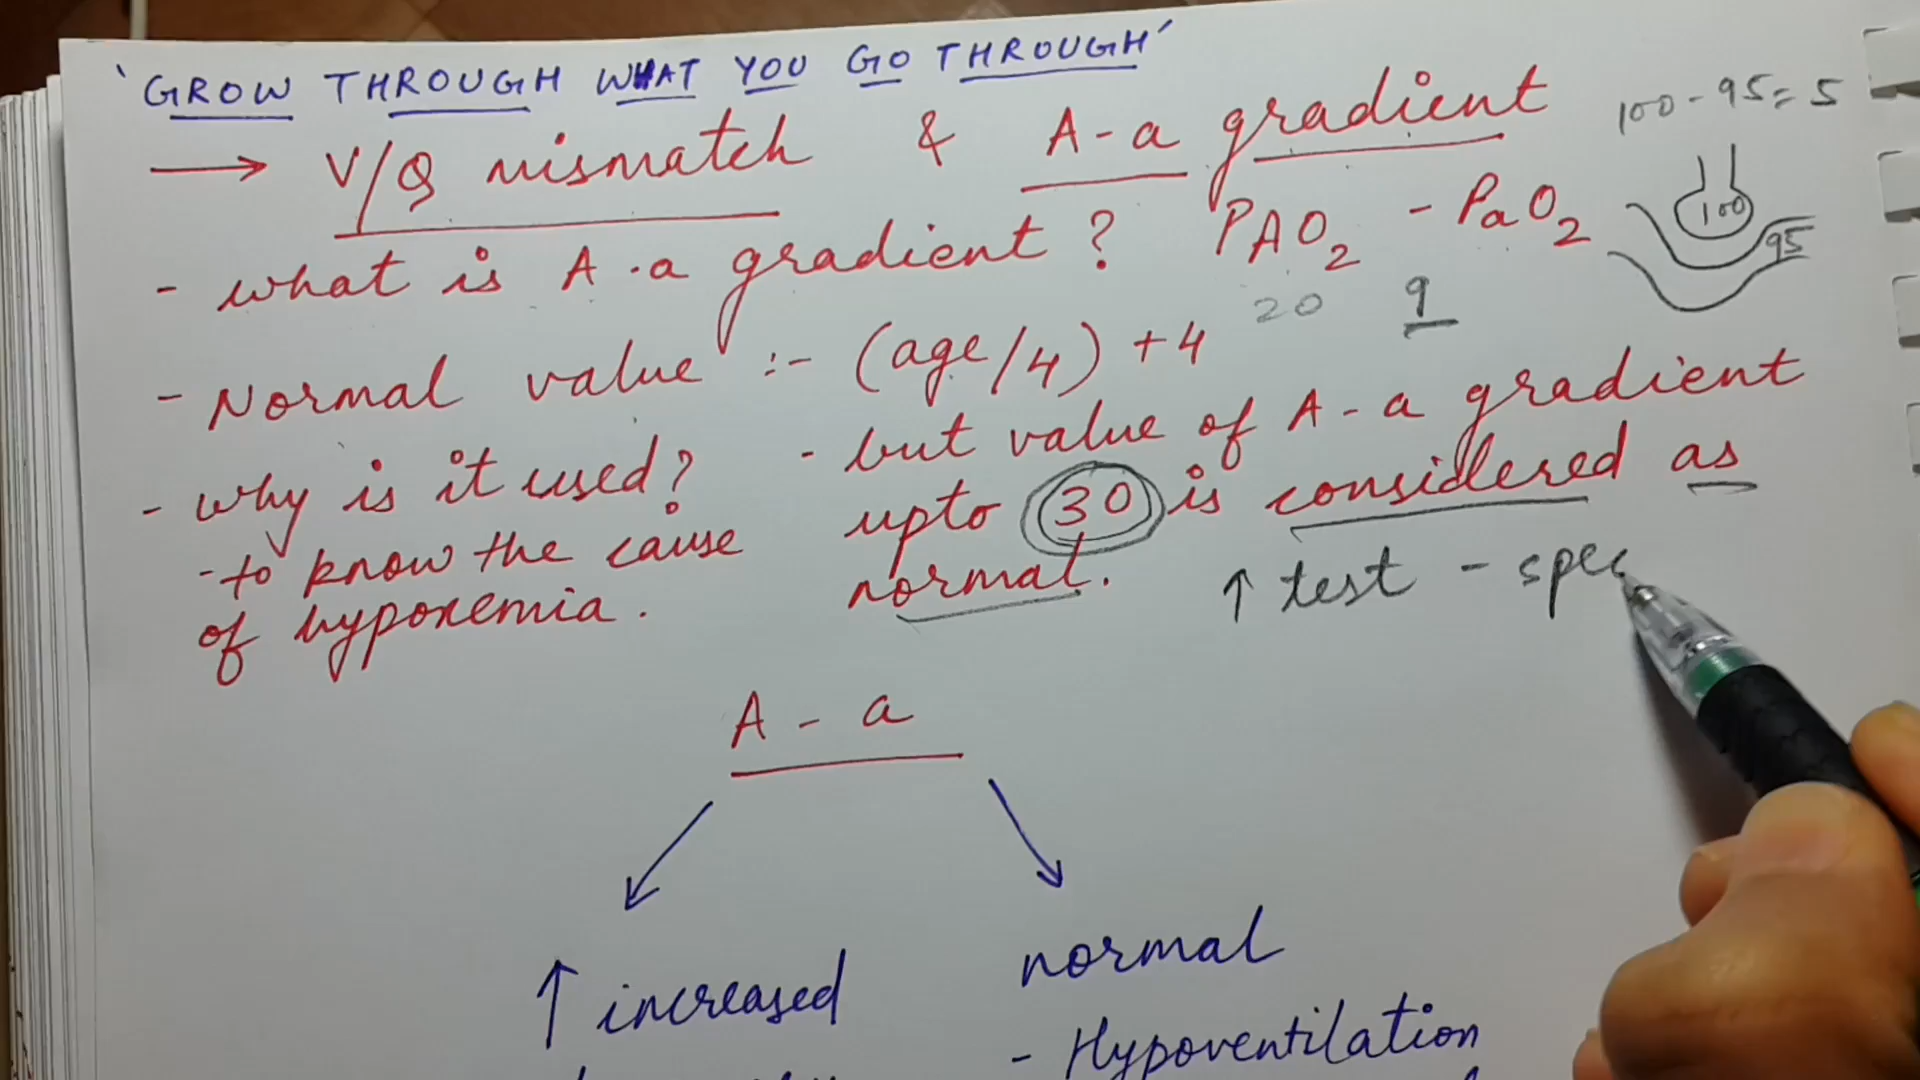 'GROW THROUGH WHAT YOU GO THROUGH'
→ V/Q mismatch & A-a gradient
100-95=5
- what is A-a gradient? PAO2 - PaO2
100
95
20 9
- Normal value :- (age/4) +4
- why is it used?
- to know the cause
of hypoxemia.
- but value of A-a gradient
upto 30 is considered as
normal.
↑ test - spec
A - a
↑ increased
normal
- Hypoventilation